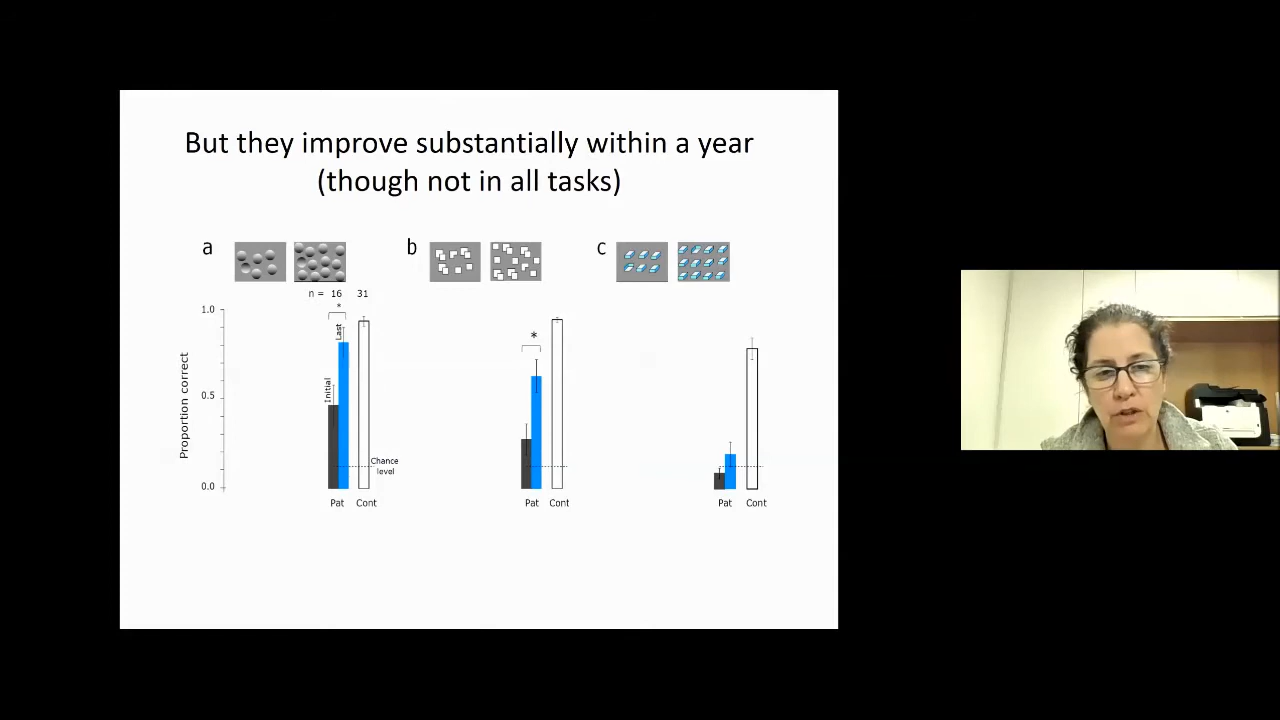 But they improve substantially within a year
(though not in all tasks)
a
b
c
n = 16 31
*
*
1.0
0.5
0.0
Proportion correct
Initial
Last
Chance
level
Pat Cont
Pat Cont
Pat Cont